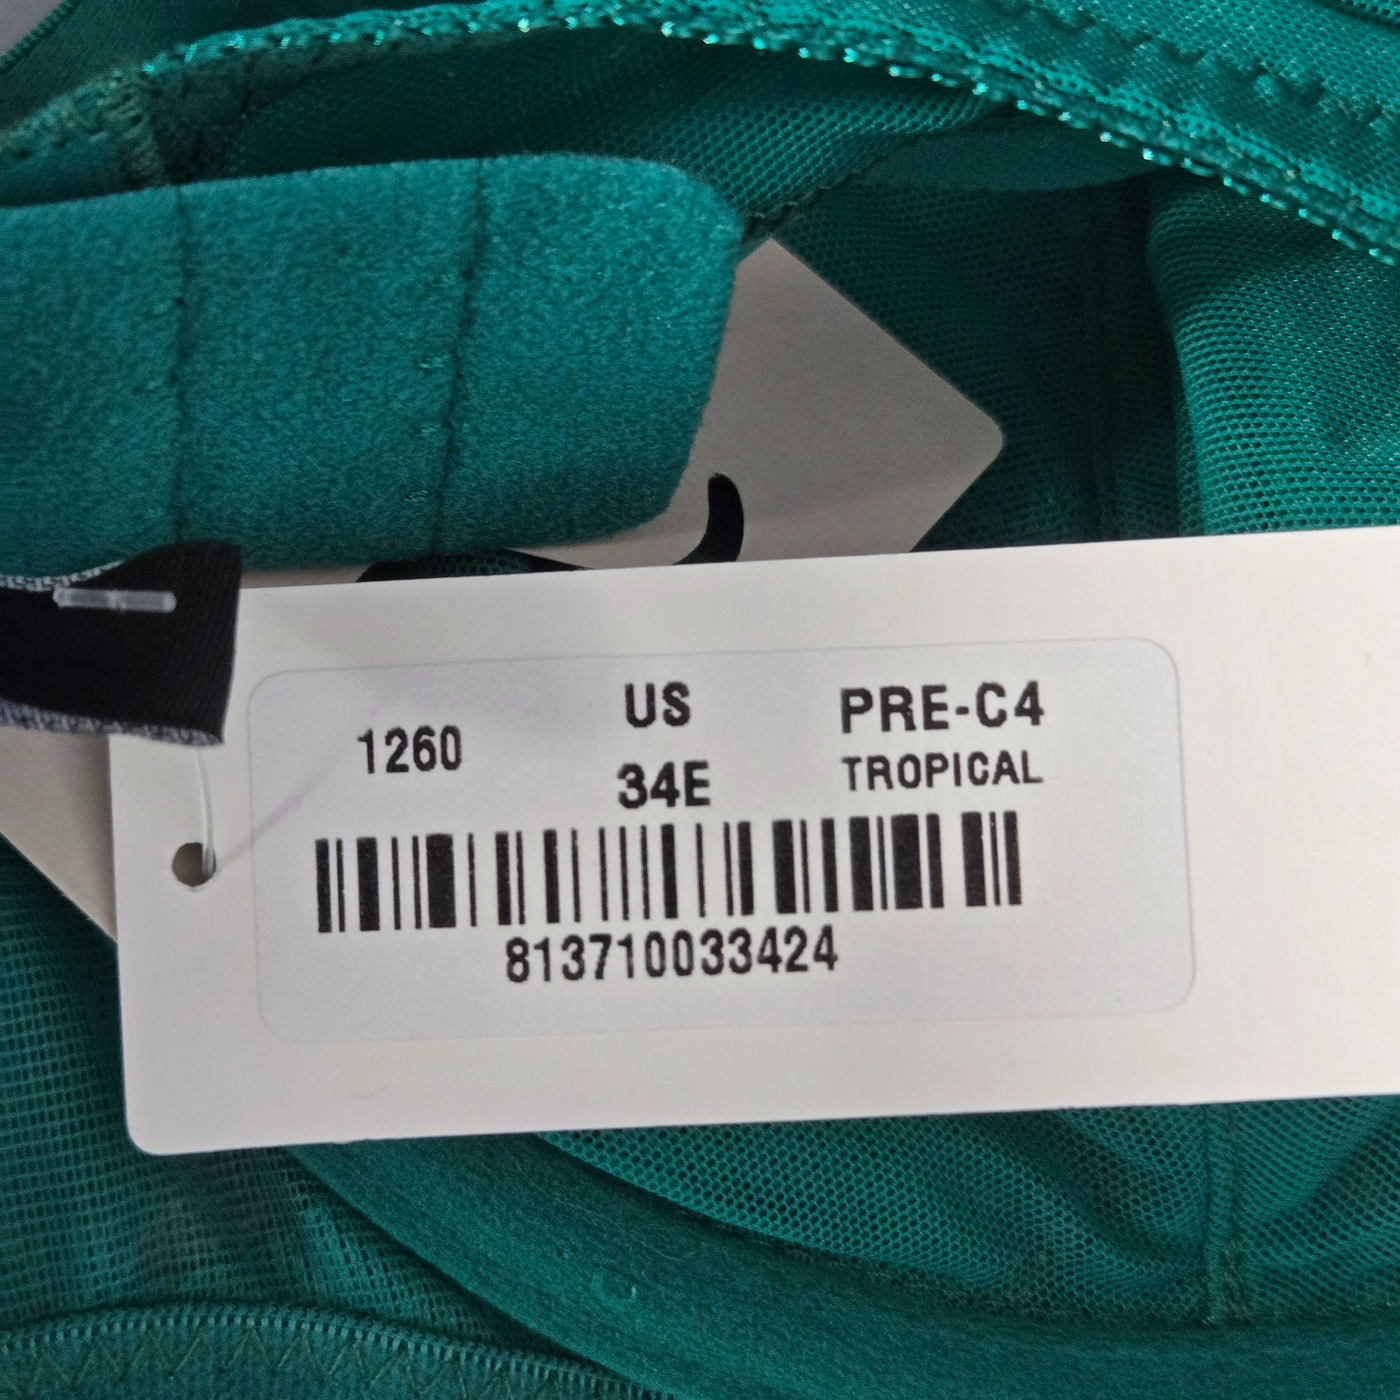 1260
US
34E
PRE-C4
TROPICAL
813710033424